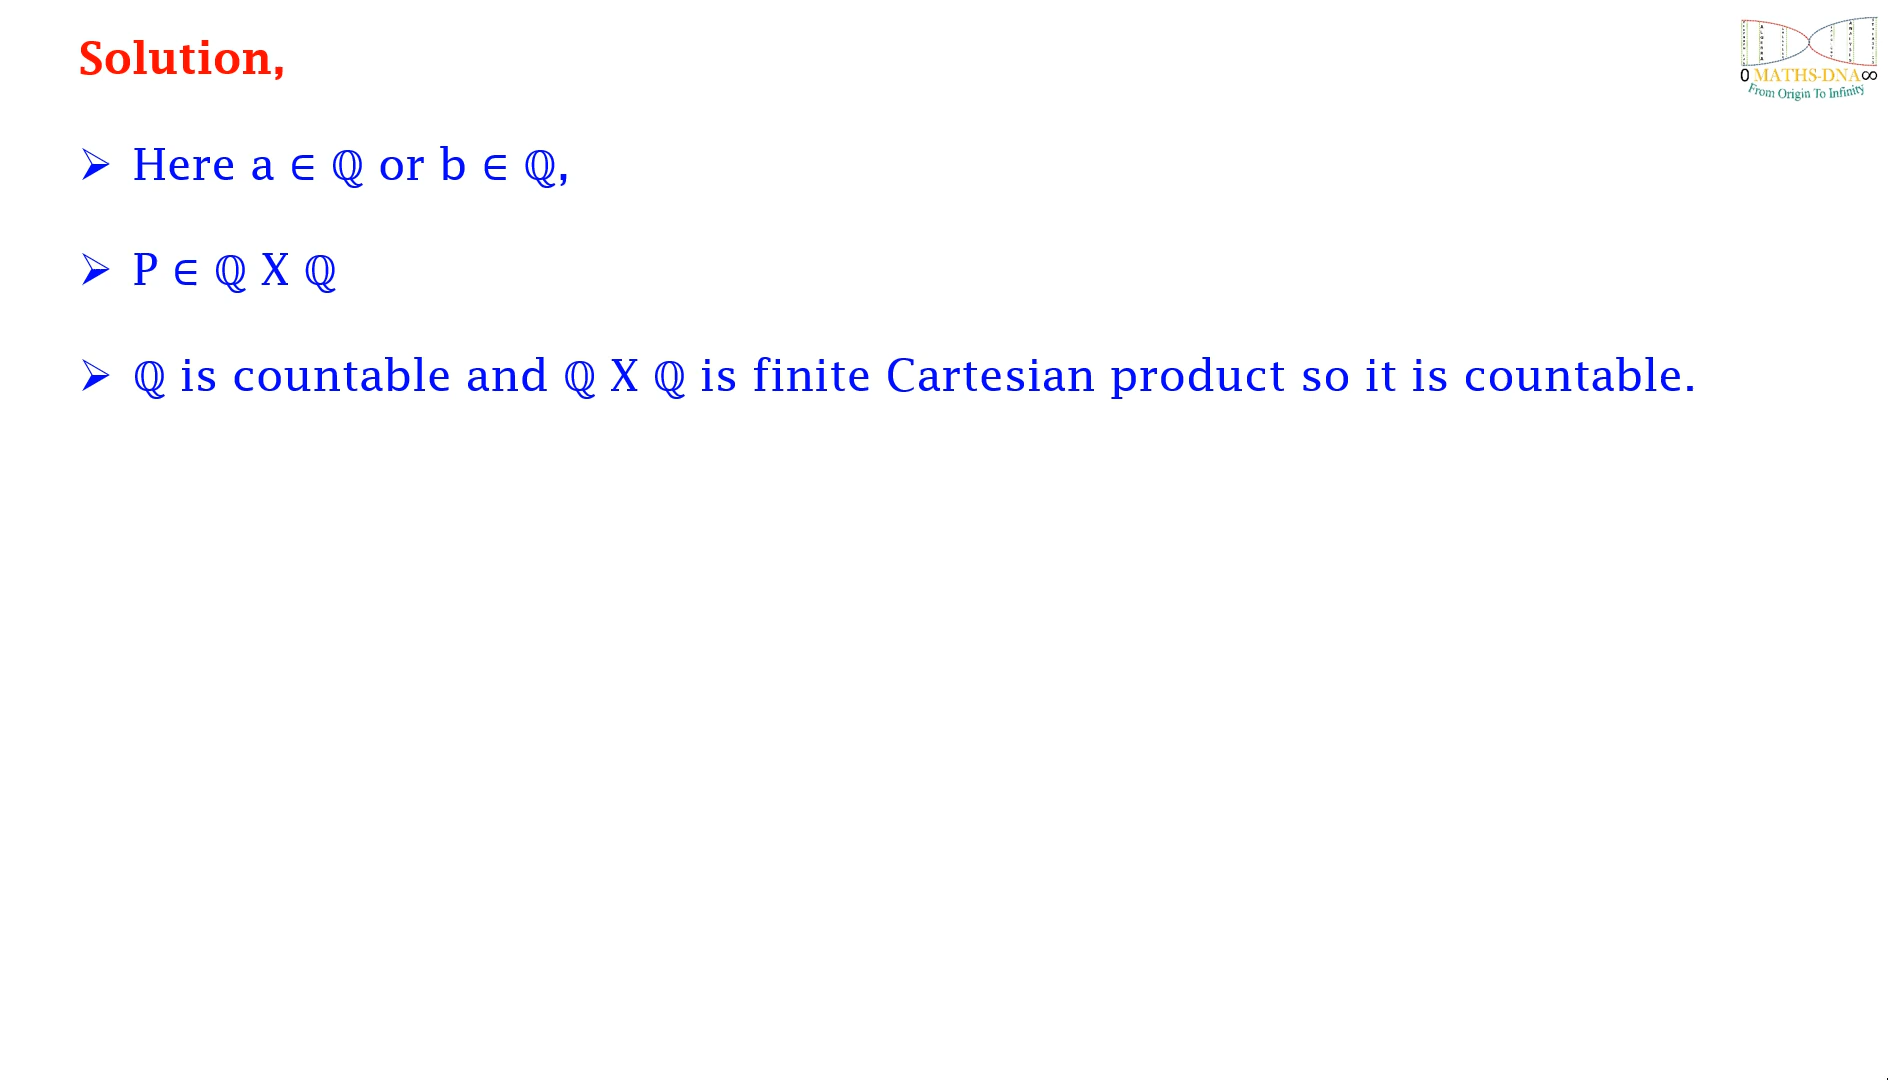 Solution,
➢ Here a ∈ ℚ or b ∈ ℚ,
➢ P ∈ ℚ X ℚ
➢ ℚ is countable and ℚ X ℚ is finite Cartesian product so it is countable.
0 MATHS-DNA ∞
From Origin To Infinity